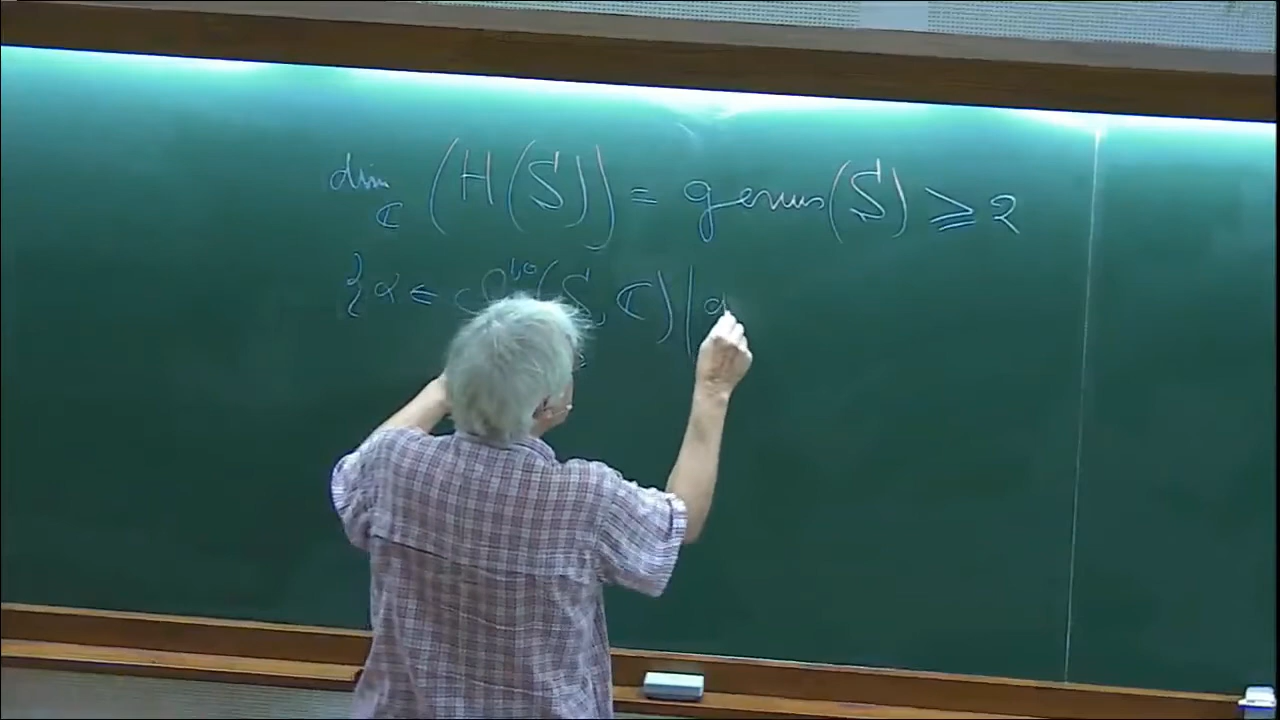 dim_ℂ (H(S)) = genus(S) ⩾ 2
{α ∈ Ω^{1,0}(S, ℂ) |